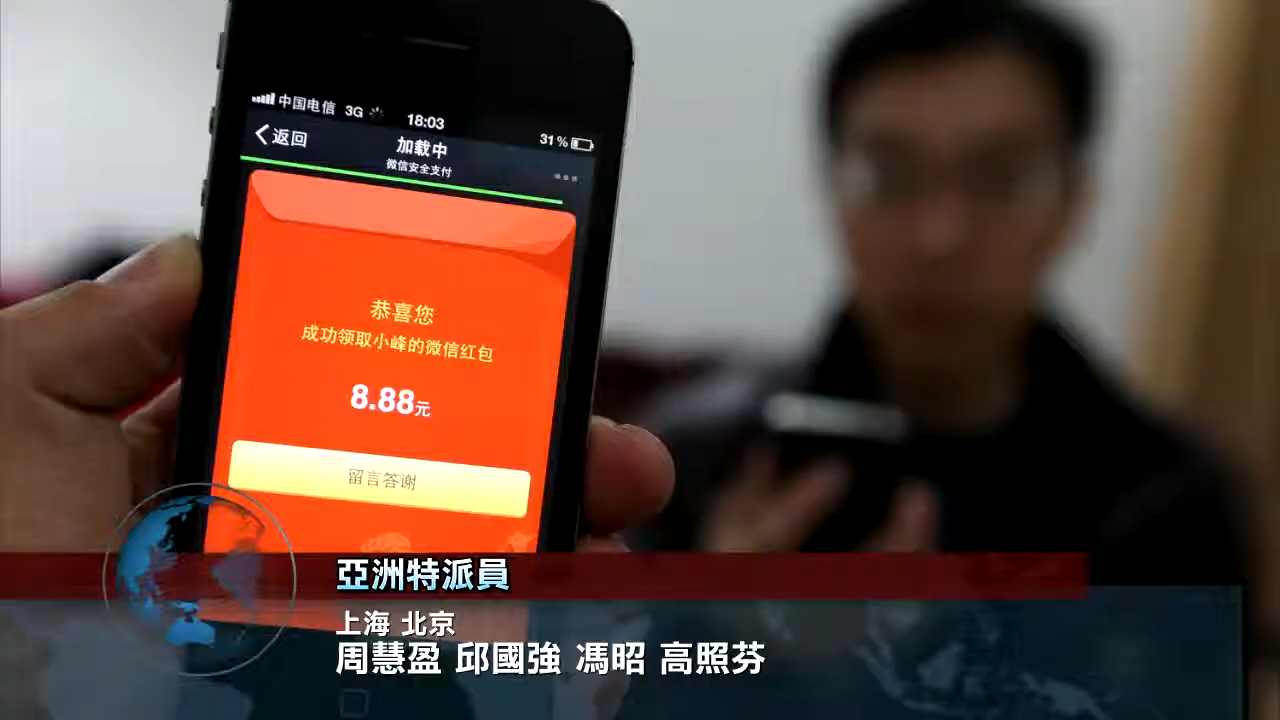 中国电信 3G 18:03 31%
返回 加载中
微信安全支付
恭喜您
成功领取小峰的微信红包
8.88元
留言答谢
亞洲特派員
上海 北京
周慧盈 邱國強 馮昭 高照芬